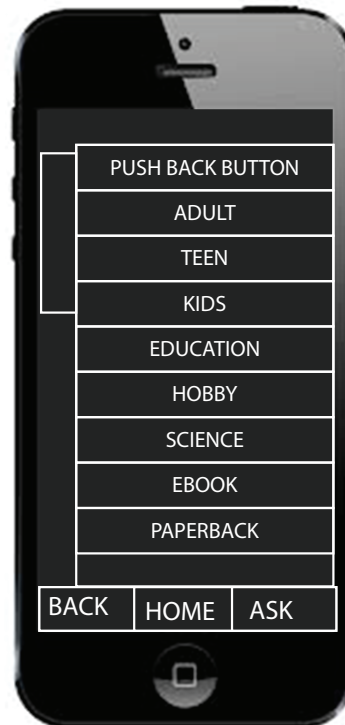 PUSH BACK BUTTON
ADULT
TEEN
KIDS
EDUCATION
HOBBY
SCIENCE
EBOOK
PAPERBACK
BACK HOME ASK